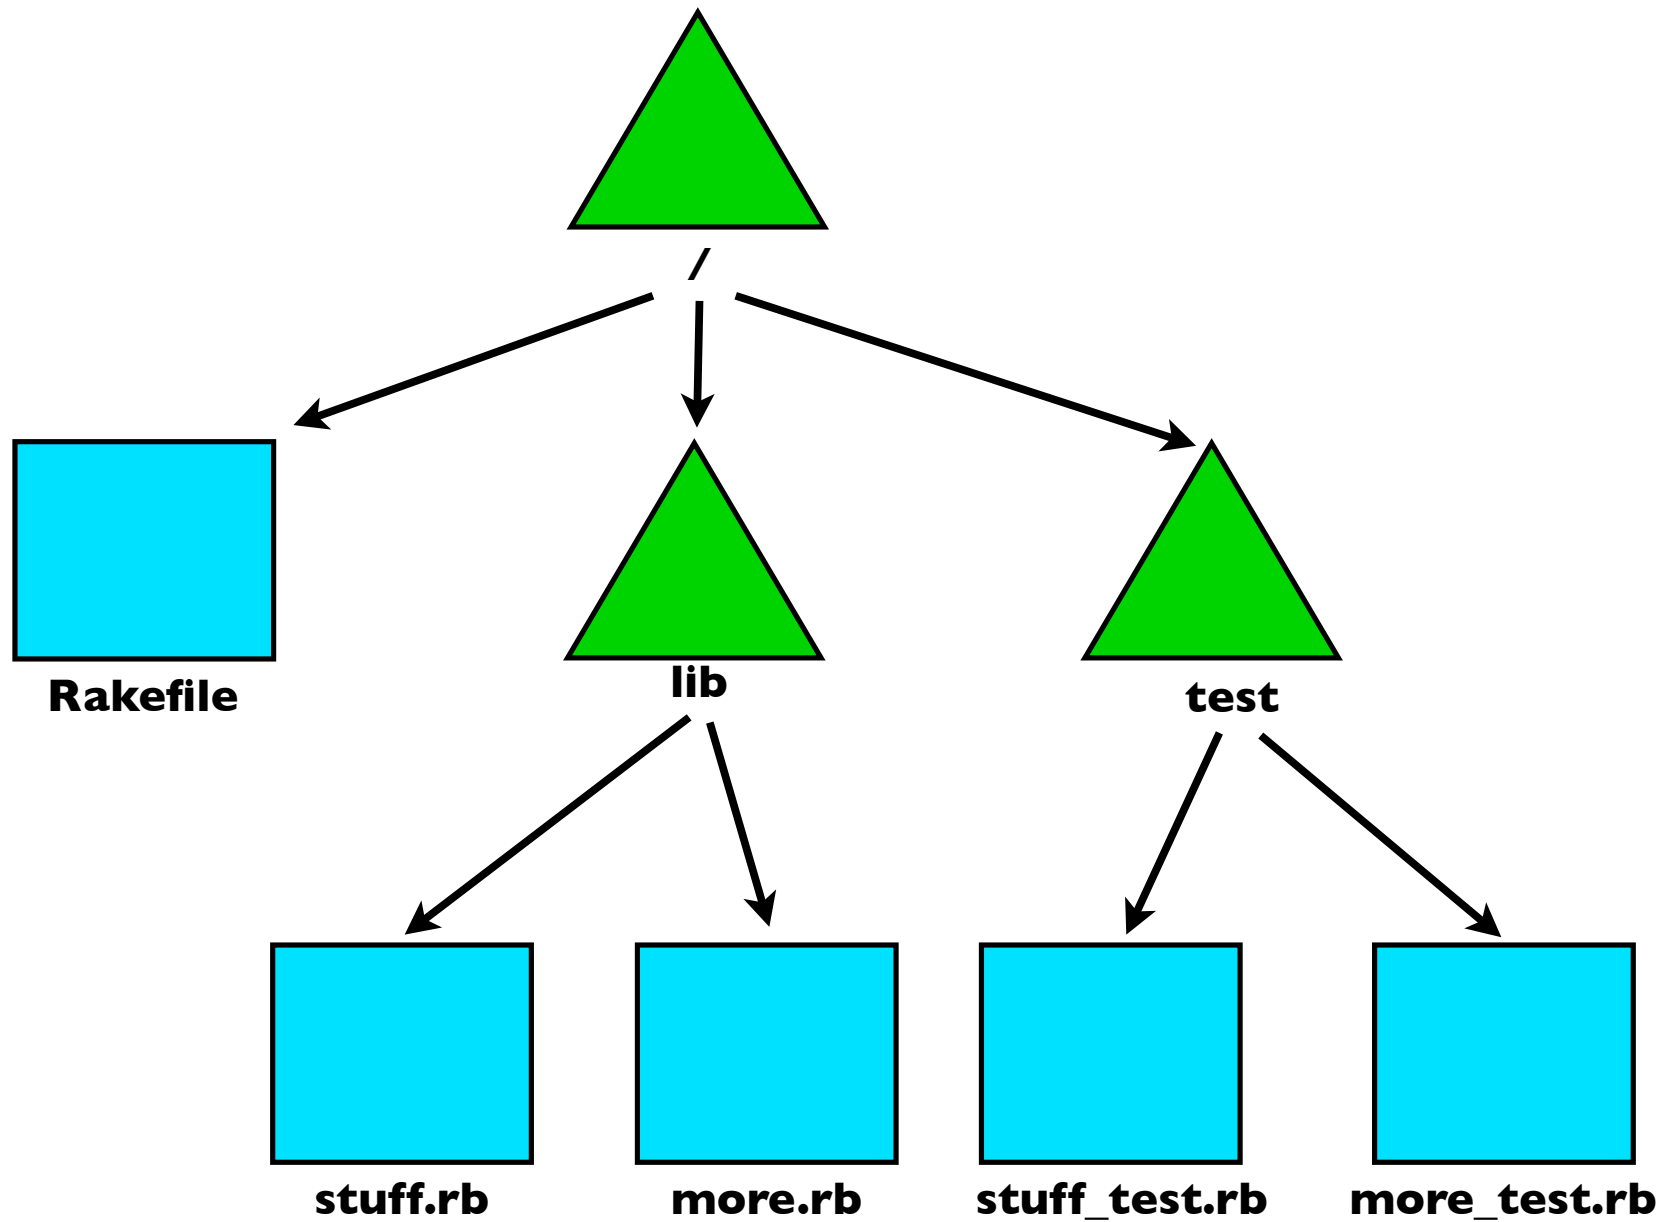 /
Rakefile
lib
test
stuff.rb
more.rb
stuff_test.rb
more_test.rb